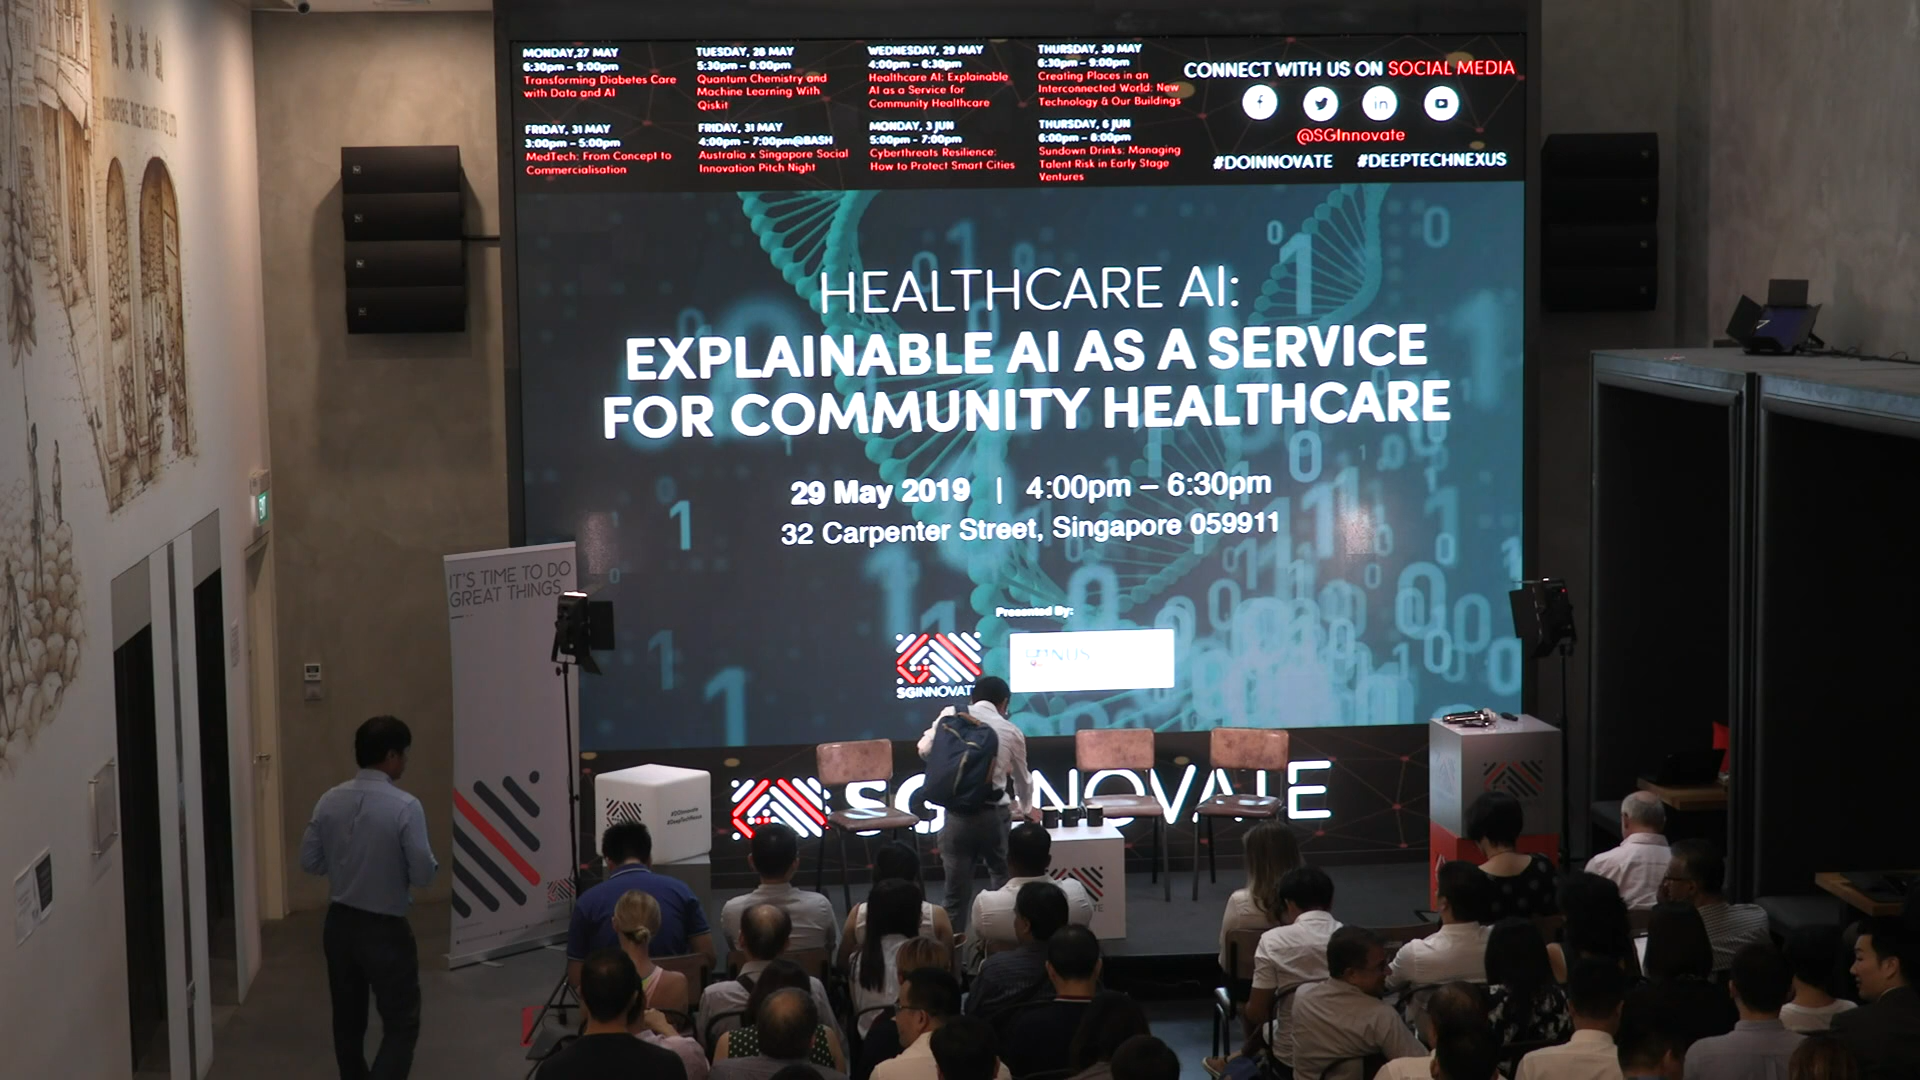 MONDAY,27 MAY
6:30pm – 9:00pm
Transforming Diabetes Care
with Data and AI
TUESDAY, 28 MAY
5:30pm – 8:00pm
Quantum Chemistry and
Machine Learning With
Qiskit
WEDNESDAY, 29 MAY
4:00pm – 6:30pm
Healthcare AI: Explainable
AI as a Service for
Community Healthcare
THURSDAY, 30 MAY
6:30pm – 9:00pm
Creating Places in an
Interconnected World: New
Technology & Our Buildings
FRIDAY, 31 MAY
3:00pm – 5:00pm
MedTech: From Concept to
Commercialisation
FRIDAY, 31 MAY
4:00pm – 7:00pm@BASH
Australia x Singapore Social
Innovation Pitch Night
MONDAY, 3 JUN
5:00pm – 7:00pm
Cyberthreats Resilience:
How to Protect Smart Cities
THURSDAY, 6 JUN
6:00pm – 8:00pm
Sundown Drinks: Managing
Talent Risk in Early Stage
Ventures
CONNECT WITH US ON SOCIAL MEDIA
@SGInnovate
#DOINNOVATE #DEEPTECHNEXUS
HEALTHCARE AI:
EXPLAINABLE AI AS A SERVICE
FOR COMMUNITY HEALTHCARE
29 May 2019 | 4:00pm – 6:30pm
32 Carpenter Street, Singapore 059911
Presented By:
SGINNOVATE
NUS
IT'S TIME TO DO
GREAT THINGS
SGINNOVATE
#DOInnovate
#DeepTechNexus